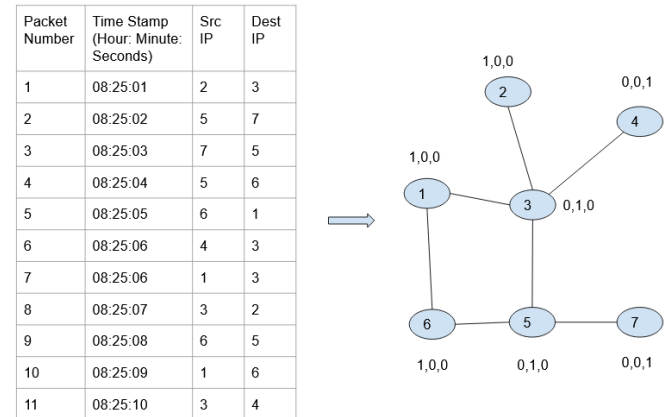 Packet Number | Time Stamp (Hour: Minute: Seconds) | Src IP | Dest IP
1 | 08:25:01 | 2 | 3
2 | 08:25:02 | 5 | 7
3 | 08:25:03 | 7 | 5
4 | 08:25:04 | 5 | 6
5 | 08:25:05 | 6 | 1
6 | 08:25:06 | 4 | 3
7 | 08:25:06 | 1 | 3
8 | 08:25:07 | 3 | 2
9 | 08:25:08 | 6 | 5
10 | 08:25:09 | 1 | 6
11 | 08:25:10 | 3 | 4
1,0,0
2
0,0,1
4
1,0,0
1
3 0,1,0
6
5
7
1,0,0
0,1,0
0,0,1